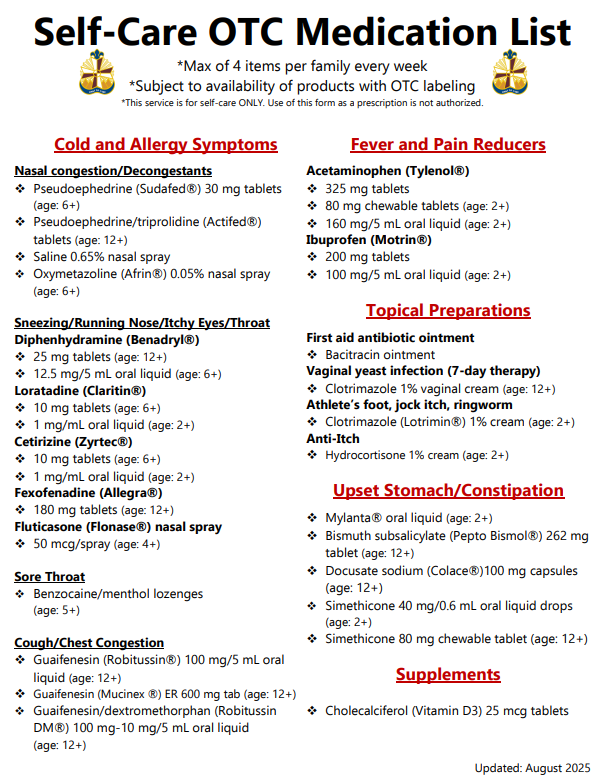 Self-Care OTC Medication List
*Max of 4 items per family every week
*Subject to availability of products with OTC labeling
*This service is for self-care ONLY. Use of this form as a prescription is not authorized.
Cold and Allergy Symptoms
Nasal congestion/Decongestants
❖ Pseudoephedrine (Sudafed®) 30 mg tablets
(age: 6+)
❖ Pseudoephedrine/triprolidine (Actifed®)
tablets (age: 12+)
❖ Saline 0.65% nasal spray
❖ Oxymetazoline (Afrin®) 0.05% nasal spray
(age: 6+)
Sneezing/Running Nose/Itchy Eyes/Throat
Diphenhydramine (Benadryl®)
❖ 25 mg tablets (age: 12+)
❖ 12.5 mg/5 mL oral liquid (age: 6+)
Loratadine (Claritin®)
❖ 10 mg tablets (age: 6+)
❖ 1 mg/mL oral liquid (age: 2+)
Cetirizine (Zyrtec®)
❖ 10 mg tablets (age: 6+)
❖ 1 mg/mL oral liquid (age: 2+)
Fexofenadine (Allegra®)
❖ 180 mg tablets (age: 12+)
Fluticasone (Flonase®) nasal spray
❖ 50 mcg/spray (age: 4+)
Sore Throat
❖ Benzocaine/menthol lozenges
(age: 5+)
Cough/Chest Congestion
❖ Guaifenesin (Robitussin®) 100 mg/5 mL oral
liquid (age: 12+)
❖ Guaifenesin (Mucinex ®) ER 600 mg tab (age: 12+)
❖ Guaifenesin/dextromethorphan (Robitussin
DM®) 100 mg-10 mg/5 mL oral liquid
(age: 12+)
Fever and Pain Reducers
Acetaminophen (Tylenol®)
❖ 325 mg tablets
❖ 80 mg chewable tablets (age: 2+)
❖ 160 mg/5 mL oral liquid (age: 2+)
Ibuprofen (Motrin®)
❖ 200 mg tablets
❖ 100 mg/5 mL oral liquid (age: 2+)
Topical Preparations
First aid antibiotic ointment
❖ Bacitracin ointment
Vaginal yeast infection (7-day therapy)
❖ Clotrimazole 1% vaginal cream (age: 12+)
Athlete's foot, jock itch, ringworm
❖ Clotrimazole (Lotrimin®) 1% cream (age: 2+)
Anti-Itch
❖ Hydrocortisone 1% cream (age: 2+)
Upset Stomach/Constipation
❖ Mylanta® oral liquid (age: 2+)
❖ Bismuth subsalicylate (Pepto Bismol®) 262 mg
tablet (age: 12+)
❖ Docusate sodium (Colace®)100 mg capsules
(age: 12+)
❖ Simethicone 40 mg/0.6 mL oral liquid drops
(age: 2+)
❖ Simethicone 80 mg chewable tablet (age: 12+)
Supplements
❖ Cholecalciferol (Vitamin D3) 25 mcg tablets
Updated: August 2025